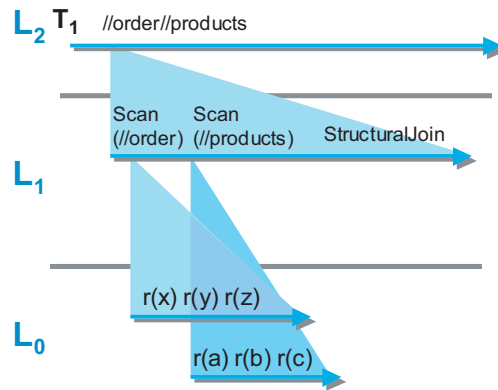 L2 T1 //order//products
Scan Scan
(//order) (//products) StructuralJoin
L1
r(x) r(y) r(z)
L0
r(a) r(b) r(c)